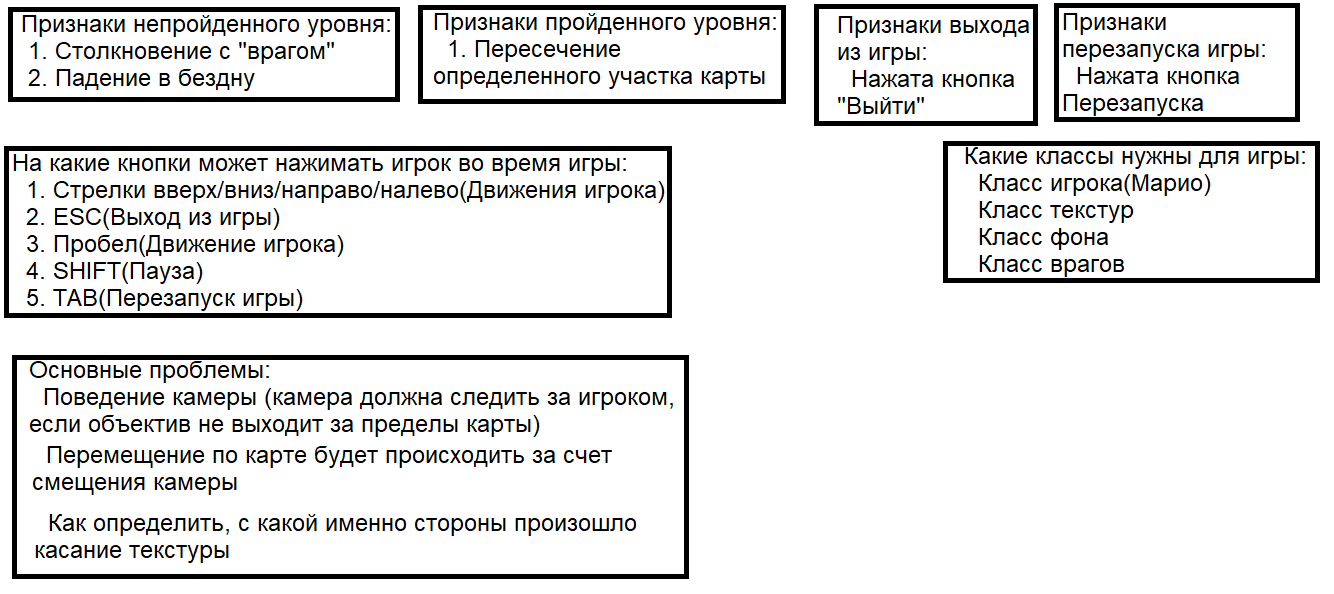 Признаки непройденного уровня:
1. Столкновение с "врагом"
2. Падение в бездну
Признаки пройденного уровня:
1. Пересечение
определенного участка карты
Признаки выхода
из игры:
Нажата кнопка
"Выйти"
Признаки
перезапуска игры:
Нажата кнопка
Перезапуска
На какие кнопки может нажимать игрок во время игры:
1. Стрелки вверх/вниз/направо/налево(Движения игрока)
2. ESC(Выход из игры)
3. Пробел(Движение игрока)
4. SHIFT(Пауза)
5. TAB(Перезапуск игры)
Какие классы нужны для игры:
Класс игрока(Марио)
Класс текстур
Класс фона
Класс врагов
Основные проблемы:
Поведение камеры (камера должна следить за игроком,
если объектив не выходит за пределы карты)
Перемещение по карте будет происходить за счет
смещения камеры
Как определить, с какой именно стороны произошло
касание текстуры